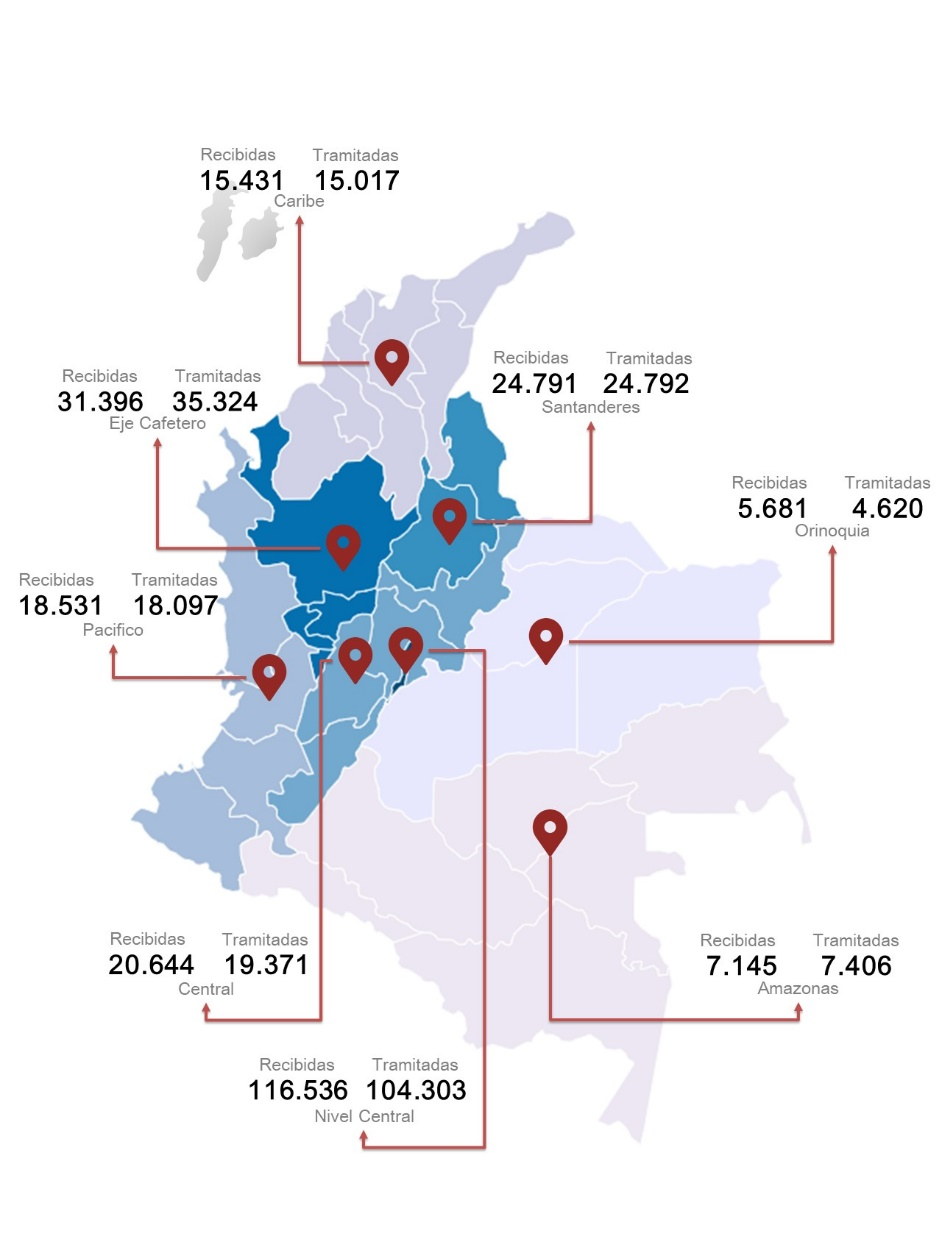 Recibidas Tramitadas
15.431 15.017
Caribe
Recibidas Tramitadas
24.791 24.792
Santanderes
Recibidas Tramitadas
31.396 35.324
Eje Cafetero
Recibidas Tramitadas
5.681 4.620
Orinoquia
Recibidas Tramitadas
18.531 18.097
Pacifico
Recibidas Tramitadas
20.644 19.371
Central
Recibidas Tramitadas
7.145 7.406
Amazonas
Recibidas Tramitadas
116.536 104.303
Nivel Central